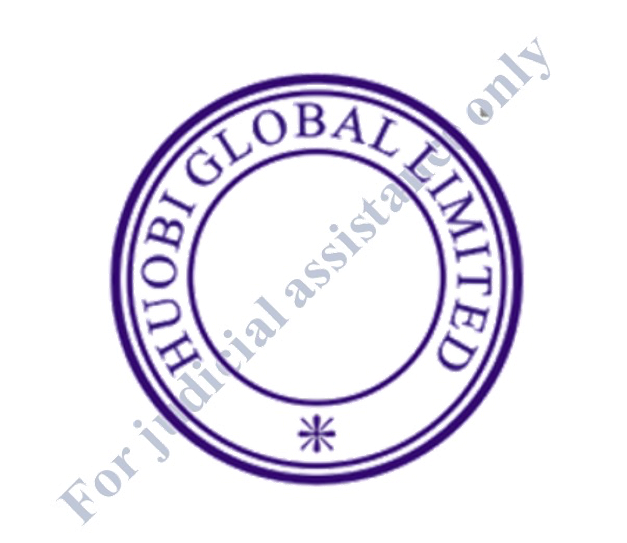 HUOBI GLOBAL LIMITED
For judicial assistance only